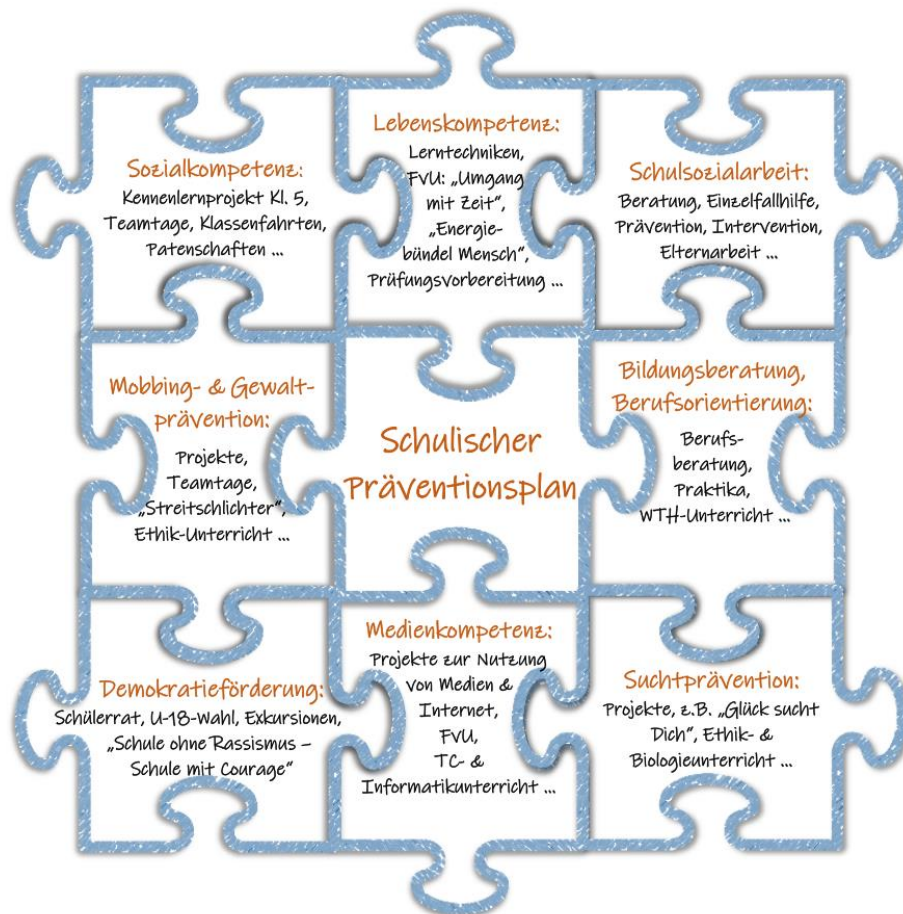 Sozialkompetenz:
Kennenlernprojekt Kl. 5,
Teamtage, Klassenfahrten,
Patenschaften ...
Lebenskompetenz:
Lerntechniken,
FvU: „Umgang
mit Zeit“,
„Energie-
bündel Mensch“,
Prüfungsvorbereitung ...
Schulsozialarbeit:
Beratung, Einzelfallhilfe,
Prävention, Intervention,
Elternarbeit ...
Mobbing- & Gewalt-
prävention:
Projekte,
Teamtage,
„Streitschlichter“,
Ethik-Unterricht ...
Schulischer
Präventionsplan
Bildungsberatung,
Berufsorientierung:
Berufs-
beratung,
Praktika,
WTH-Unterricht ...
Demokratieförderung:
Schülerrat, U-18-Wahl, Exkursionen,
„Schule ohne Rassismus –
Schule mit Courage“
Medienkompetenz:
Projekte zur Nutzung
von Medien &
Internet,
FvU,
TC- &
Informatikunterricht ...
Suchtprävention:
Projekte, z.B. „Glück sucht
Dich“, Ethik- &
Biologieunterricht ...